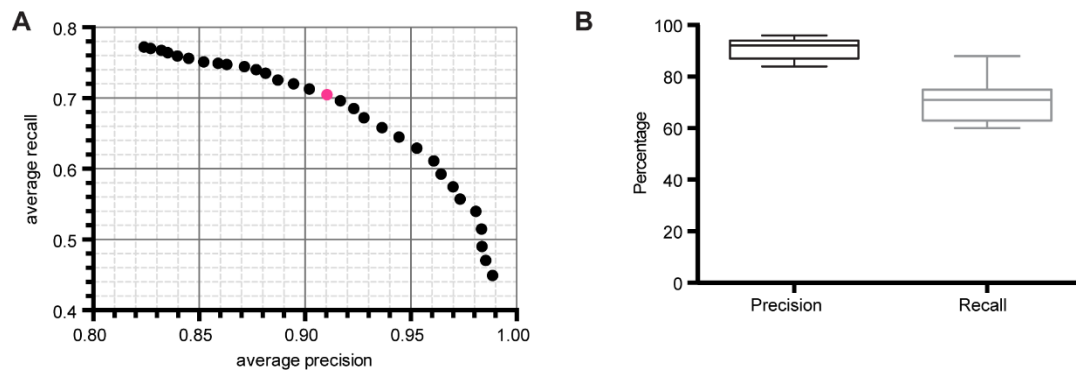 A
0.8
0.7
0.6
0.5
0.4
average recall
0.80
0.85
0.90
0.95
1.00
average precision
B
100
80
60
40
20
0
Percentage
Precision
Recall